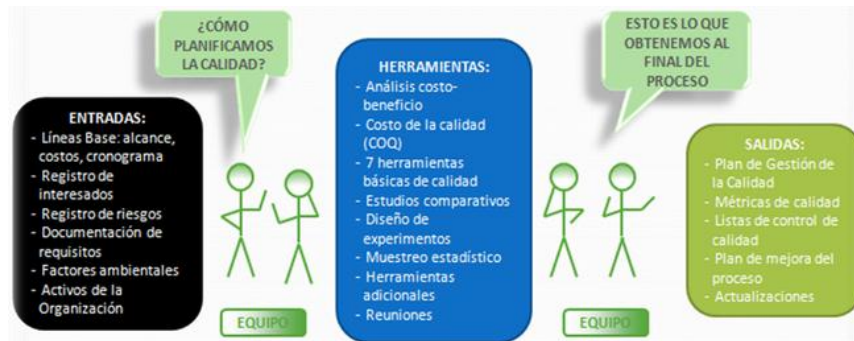 ¿CÓMO
PLANIFICAMOS
LA CALIDAD?
ESTO ES LO QUE
OBTENEMOS AL
FINAL DEL
PROCESO
ENTRADAS:
- Líneas Base: alcance,
costos, cronograma
- Registro de
interesados
- Registro de riesgos
- Documentación de
requisitos
- Factores ambientales
- Activos de la
Organización
EQUIPO
HERRAMIENTAS:
- Análisis costo-
beneficio
- Costo de la calidad
(COQ)
- 7 herramientas
básicas de calidad
- Estudios comparativos
- Diseño de
experimentos
- Muestreo estadístico
- Herramientas
adicionales
- Reuniones
EQUIPO
SALIDAS:
- Plan de Gestión de
la Calidad
- Métricas de calidad
- Listas de control de
calidad
- Plan de mejora del
proceso
- Actualizaciones